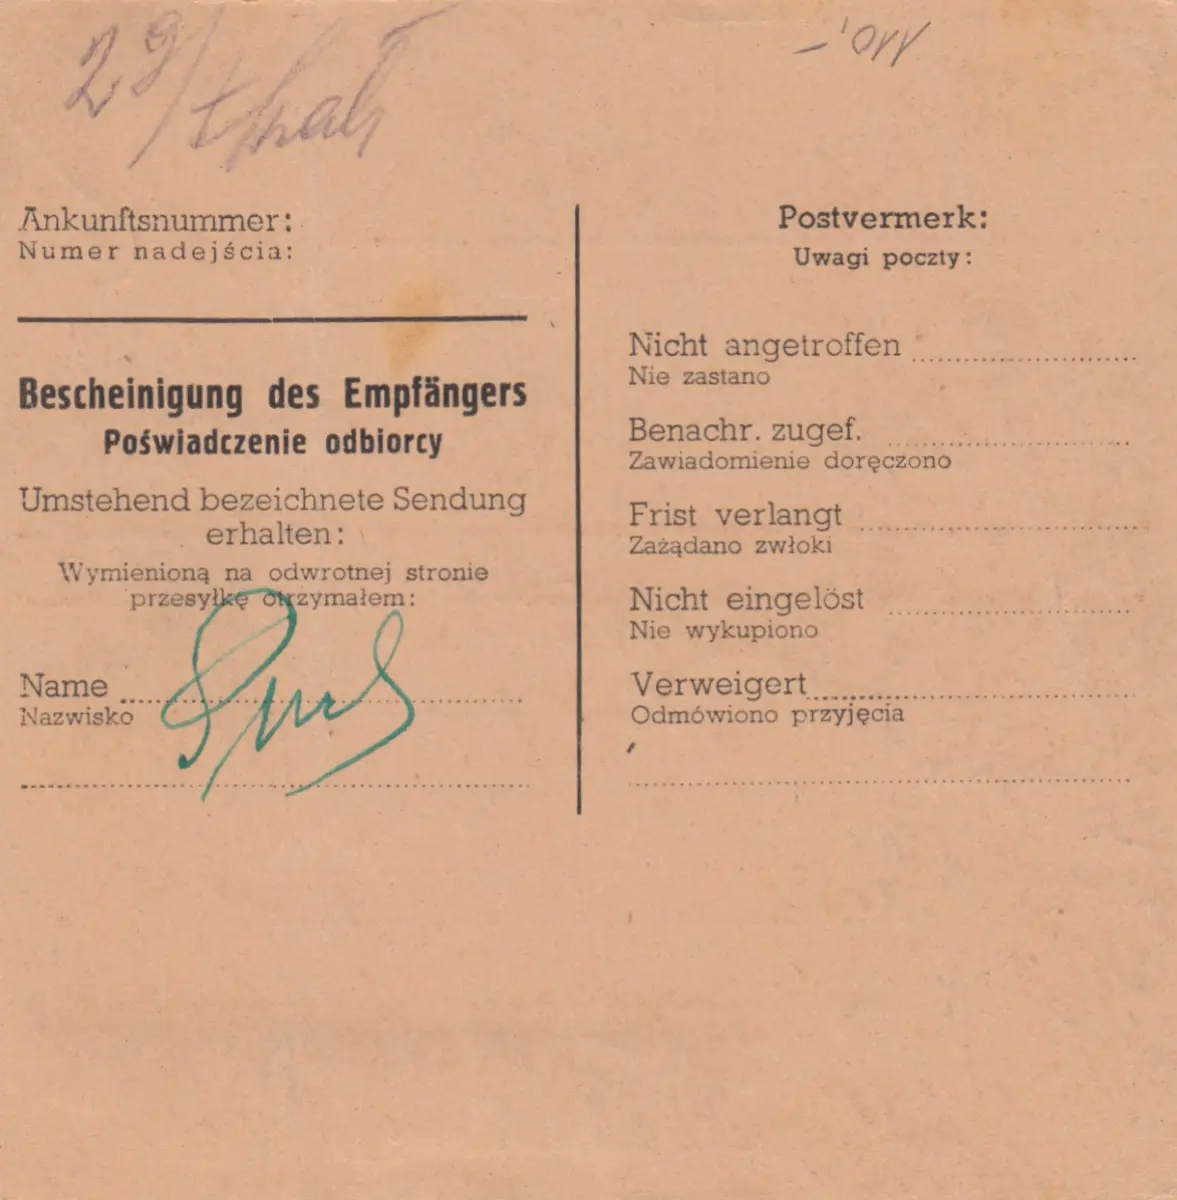 29/
Ankunftsnummer:
Numer nadejścia:
Bescheinigung des Empfängers
Poświadczenie odbiorcy
Umstehend bezeichnete Sendung
erhalten:
Wymienioną na odwrotnej stronie
przesyłkę otrzymałem:
Name
Nazwisko
Postvermerk:
Uwagi poczty:
Nicht angetroffen
Nie zastano
Benachr. zugef.
Zawiadomienie doręczono
Frist verlangt
Zażądano zwłoki
Nicht eingelöst
Nie wykupiono
Verweigert
Odmówiono przyjęcia